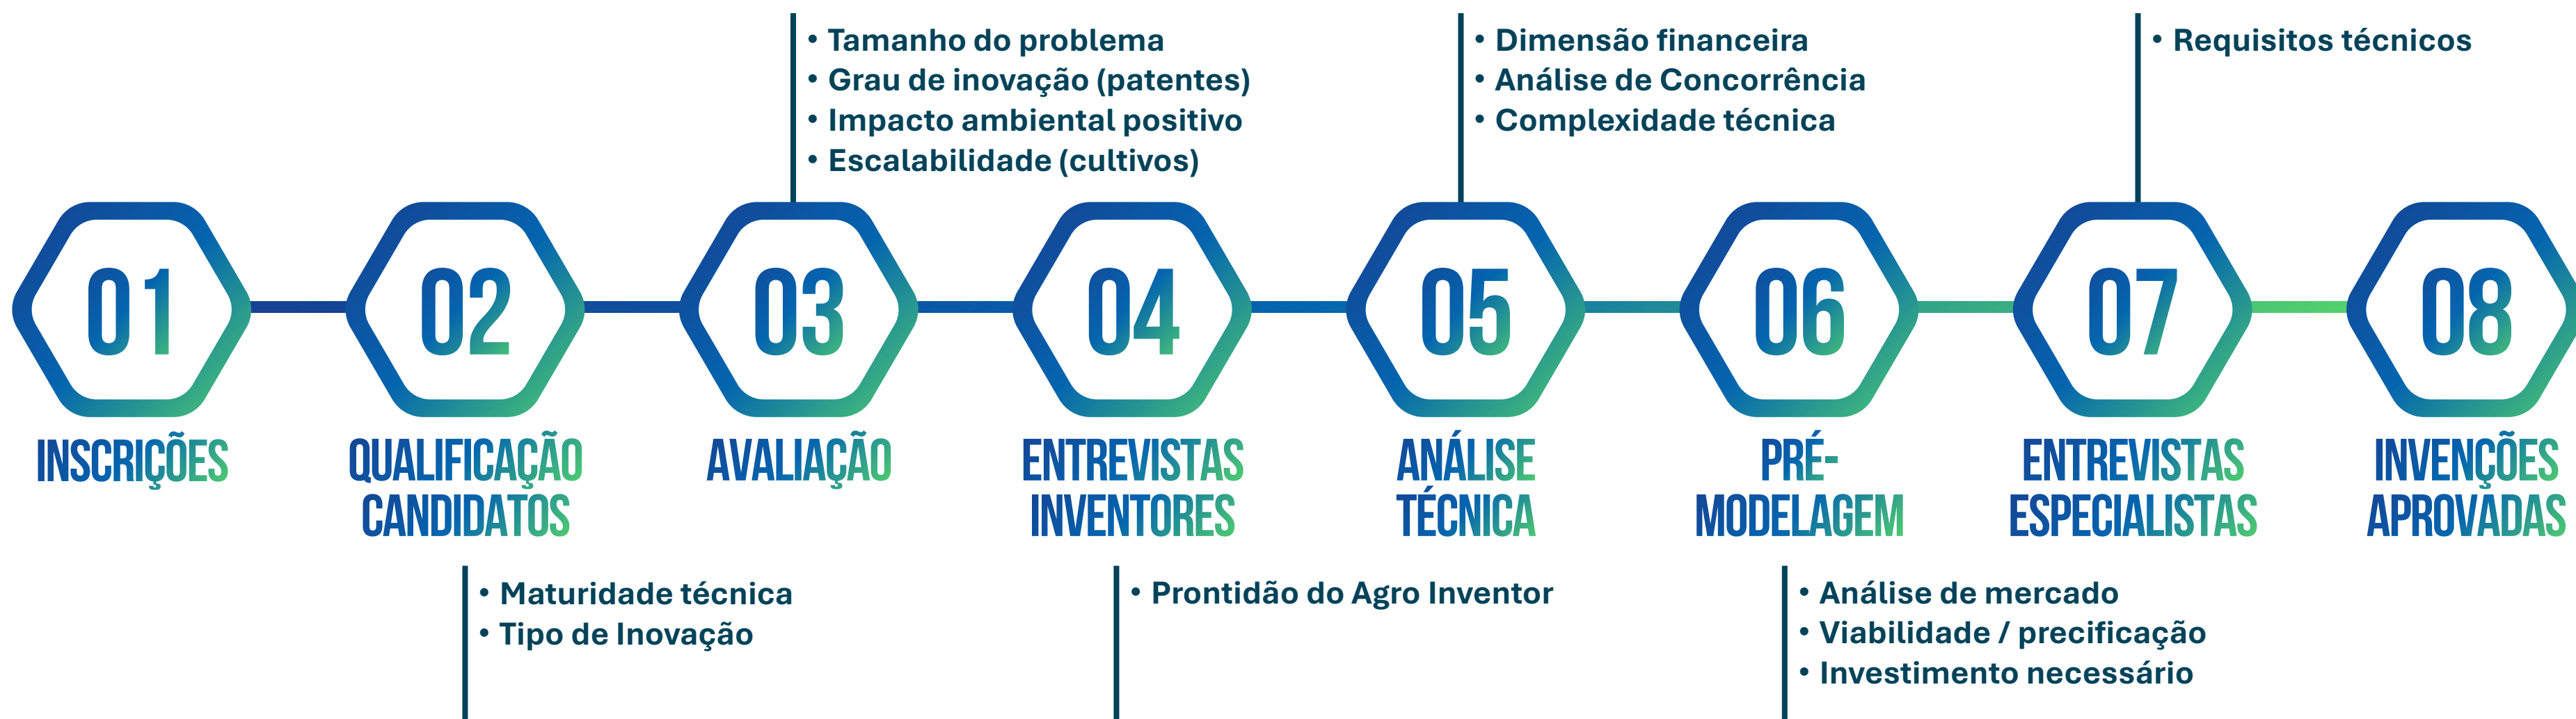 • Tamanho do problema
• Grau de inovação (patentes)
• Impacto ambiental positivo
• Escalabilidade (cultivos)
• Dimensão financeira
• Análise de Concorrência
• Complexidade técnica
• Requisitos técnicos
01
02
03
04
05
06
07
08
INSCRIÇÕES
QUALIFICAÇÃO
CANDIDATOS
AVALIAÇÃO
ENTREVISTAS
INVENTORES
ANÁLISE
TÉCNICA
PRÉ-
MODELAGEM
ENTREVISTAS
ESPECIALISTAS
INVENÇÕES
APROVADAS
• Maturidade técnica
• Tipo de Inovação
• Prontidão do Agro Inventor
• Análise de mercado
• Viabilidade / precificação
• Investimento necessário